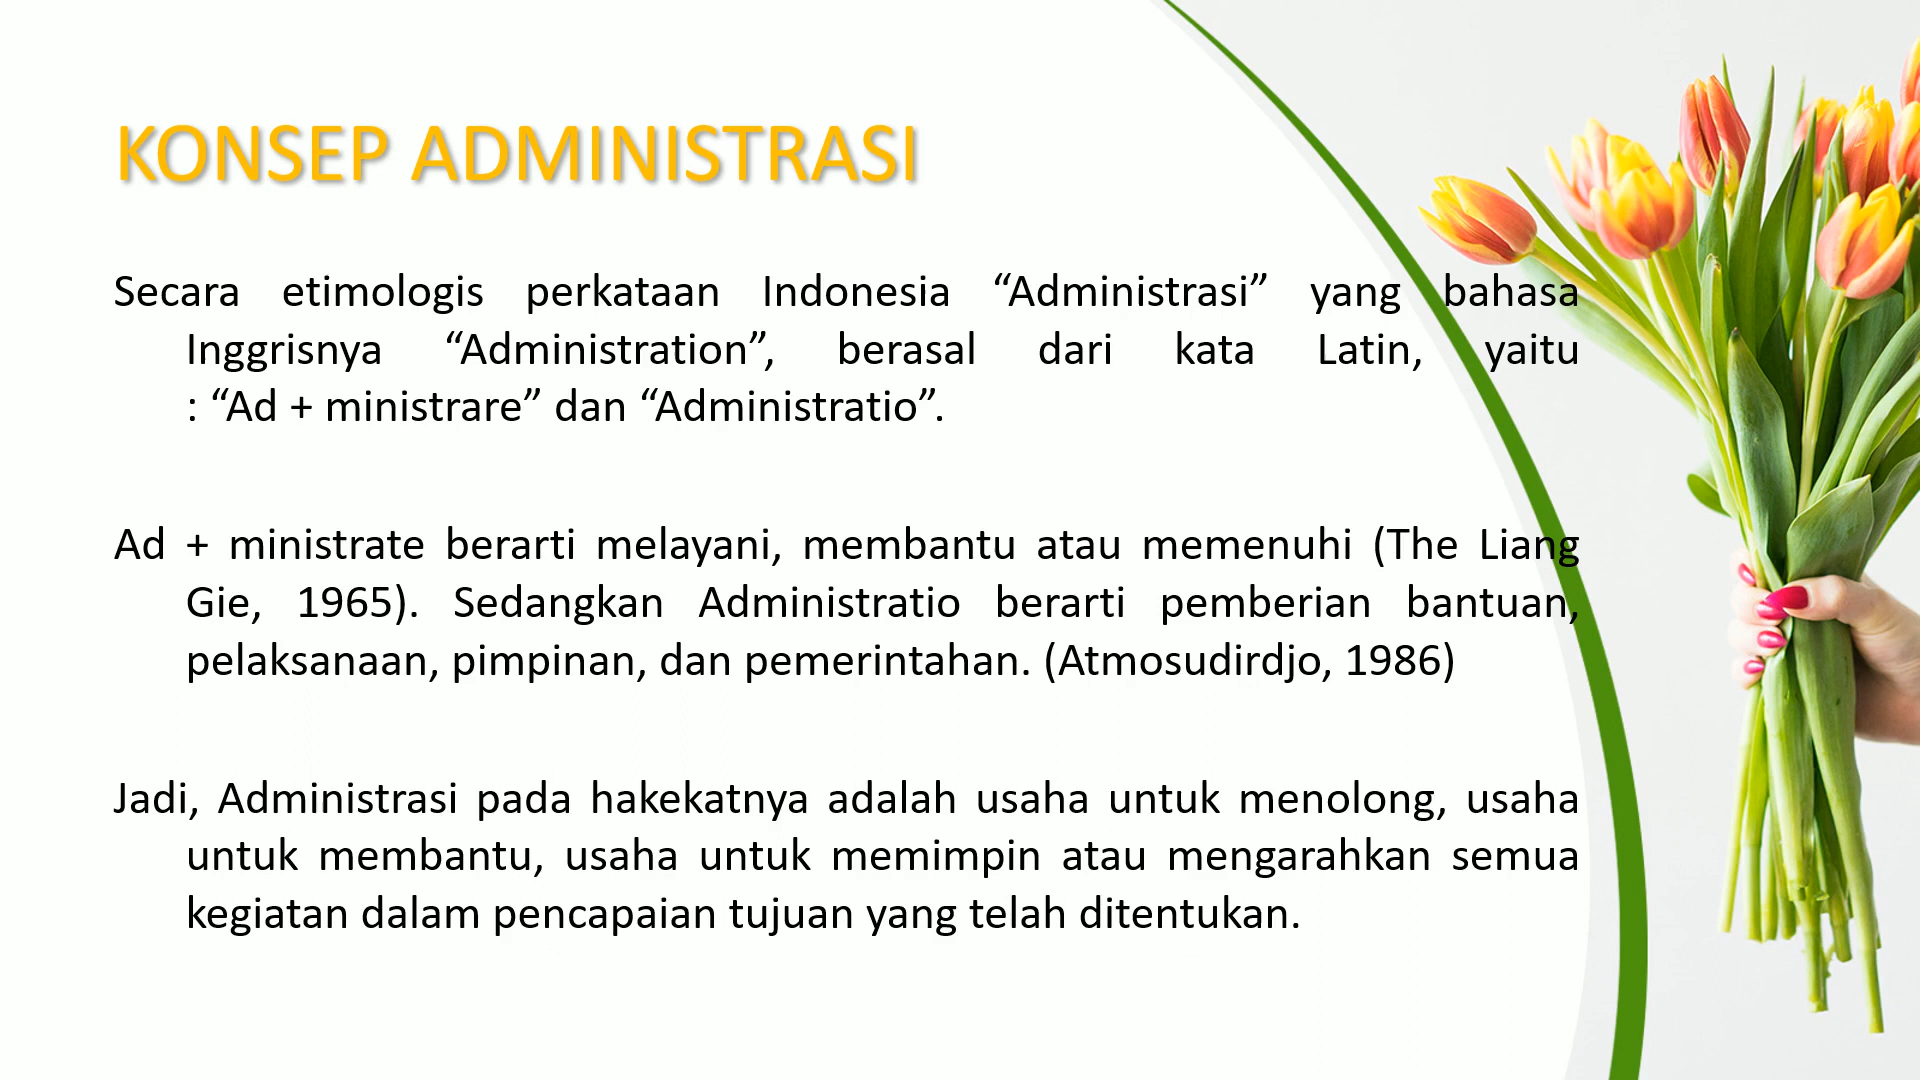 KONSEP ADMINISTRASI
Secara etimologis perkataan Indonesia “Administrasi” yang bahasa
Inggrisnya “Administration”, berasal dari kata Latin, yaitu
: “Ad + ministrare” dan “Administratio”.
Ad + ministrate berarti melayani, membantu atau memenuhi (The Liang
Gie, 1965). Sedangkan Administratio berarti pemberian bantuan,
pelaksanaan, pimpinan, dan pemerintahan. (Atmosudirdjo, 1986)
Jadi, Administrasi pada hakekatnya adalah usaha untuk menolong, usaha
untuk membantu, usaha untuk memimpin atau mengarahkan semua
kegiatan dalam pencapaian tujuan yang telah ditentukan.